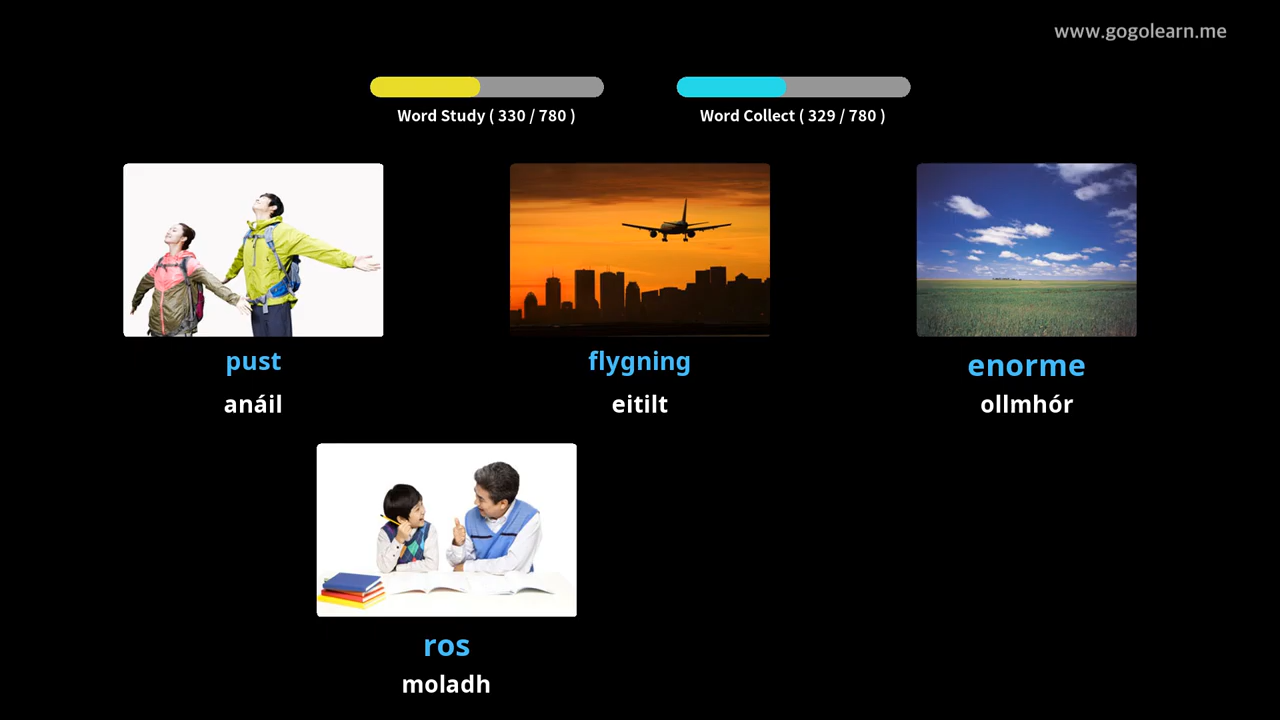 www.gogolearn.me
Word Study ( 330 / 780 )
Word Collect ( 329 / 780 )
pust
anáil
flygning
eitilt
enorme
ollmhór
ros
moladh